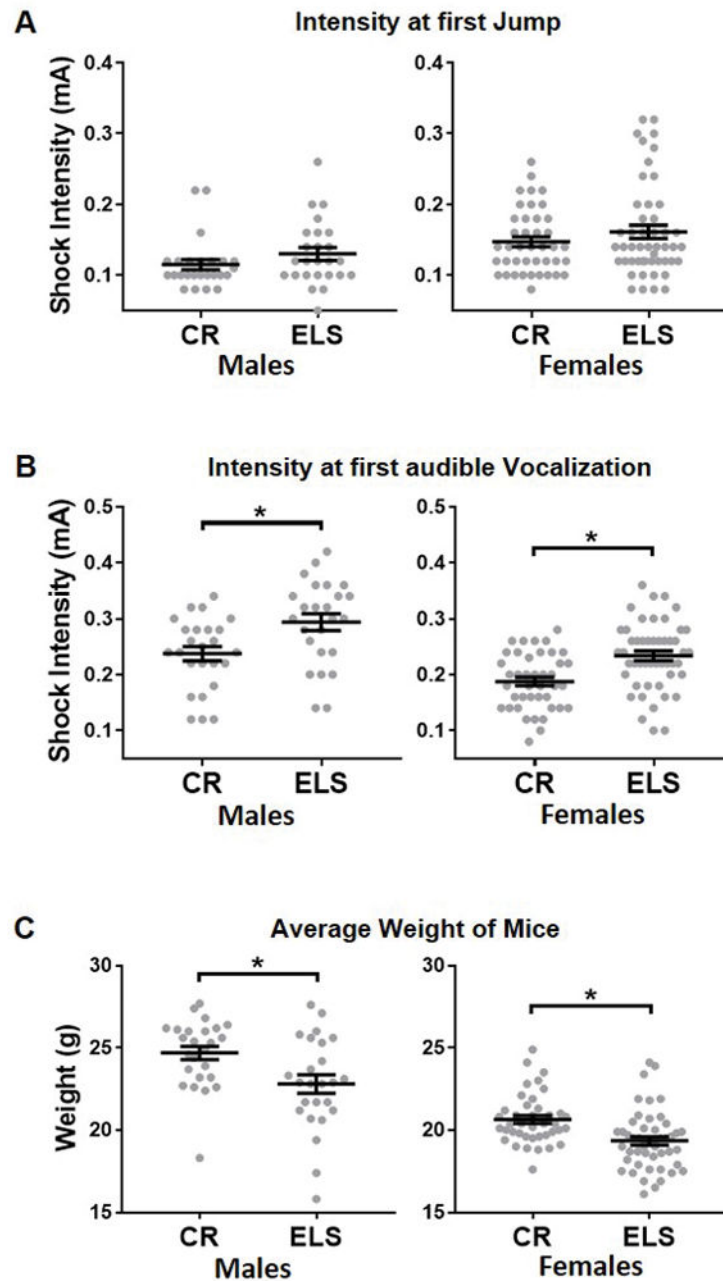 A
Intensity at first Jump
Shock Intensity (mA)
0.4
0.3
0.2
0.1
CR ELS
Males
0.4
0.3
0.2
0.1
CR ELS
Females
B
Intensity at first audible Vocalization
Shock Intensity (mA)
0.5
0.4
0.3
0.2
0.1
*
CR ELS
Males
0.5
0.4
0.3
0.2
0.1
*
CR ELS
Females
C
Average Weight of Mice
Weight (g)
30
25
20
15
*
CR ELS
Males
30
25
20
15
*
CR ELS
Females